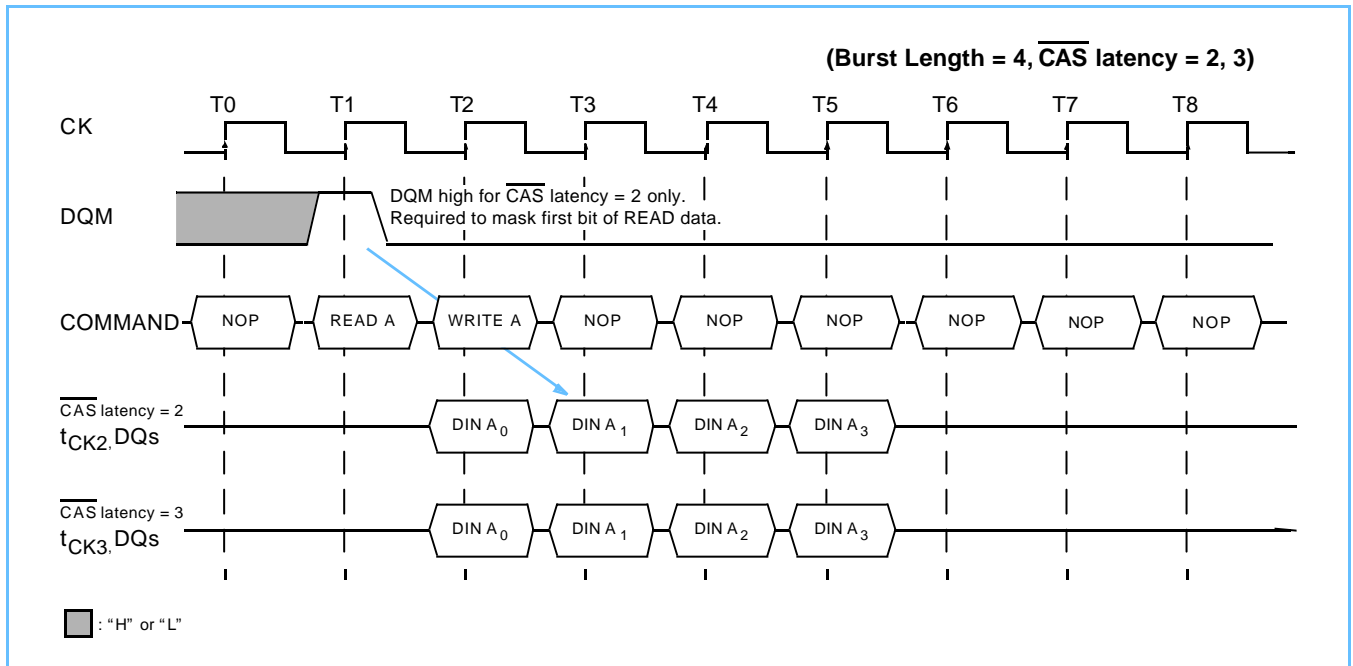 (Burst Length = 4, CAS latency = 2, 3)
T0 T1 T2 T3 T4 T5 T6 T7 T8
CK
DQM high for CAS latency = 2 only.
DQM
Required to mask first bit of READ data.
COMMAND NOP READ A WRITE A NOP NOP NOP NOP NOP NOP
CAS latency = 2
tCK2, DQs DIN A0 DIN A1 DIN A2 DIN A3
CAS latency = 3
tCK3, DQs DIN A0 DIN A1 DIN A2 DIN A3
: “H” or “L”